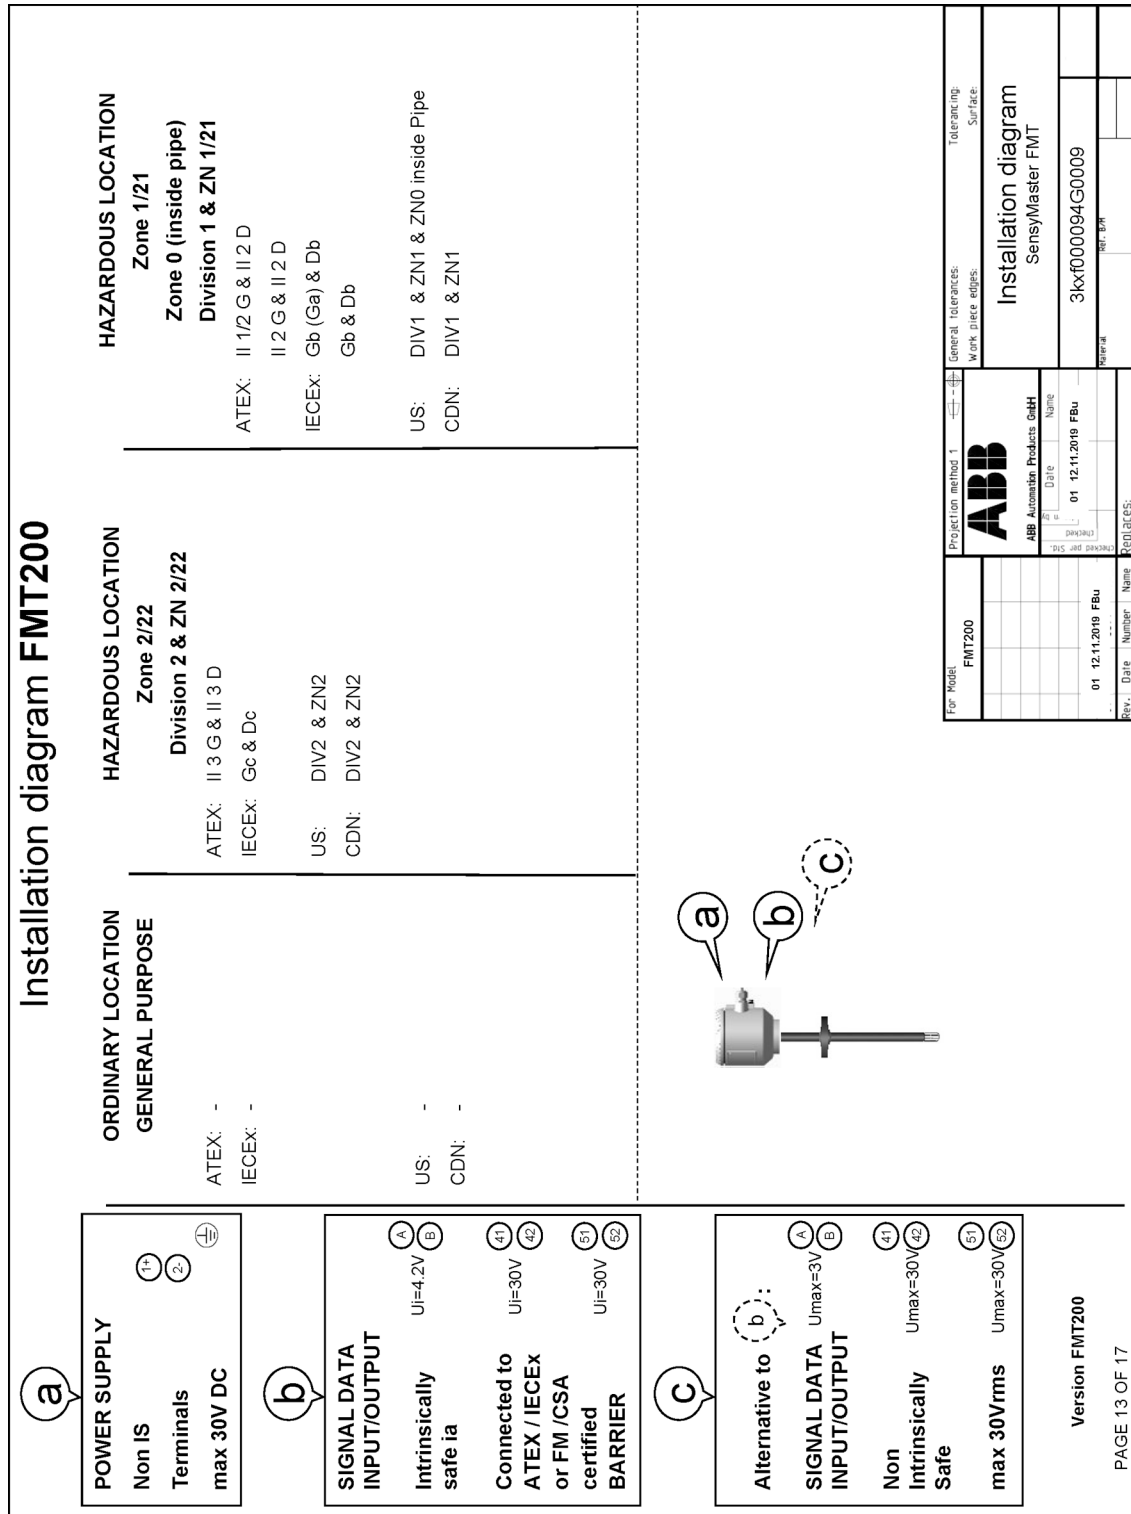 Installation diagram FMT200
ORDINARY LOCATION
GENERAL PURPOSE
ATEX: -
IECEx: -
US: -
CDN: -
HAZARDOUS LOCATION
Zone 2/22
Division 2 & ZN 2/22
ATEX: II 3 G & II 3 D
IECEx: Gc & Dc
US: DIV2 & ZN2
CDN: DIV2 & ZN2
HAZARDOUS LOCATION
Zone 1/21
Zone 0 (inside pipe)
Division 1 & ZN 1/21
ATEX: II 1/2 G & II 2 D
II 2 G & II 2 D
IECEx: Gb (Ga) & Db
Gb & Db
US: DIV1 & ZN1 & ZN0 inside Pipe
CDN: DIV1 & ZN1
a
POWER SUPPLY
Non IS
Terminals
max 30V DC
1+
2-
b
SIGNAL DATA
INPUT/OUTPUT
Intrinsically
safe ia
Connected to
ATEX / IECEx
or FM /CSA
certified
BARRIER
Ui=4.2V
A
B
Ui=30V
41
42
Ui=30V
51
52
c
Alternative to b :
SIGNAL DATA
INPUT/OUTPUT
Non
Intrinsically
Safe
max 30Vrms
Umax=3V
A
B
Umax=30V
41
42
Umax=30V
51
52
a
b
c
Version FMT200
PAGE 13 OF 17
For Model
FMT200
01 12.11.2019 FBu
Rev. Date Number Name
Projection method 1
ABB
ABB Automation Products GmbH
Date Name
01 12.11.2019 FBu
checked
checked per Std.
Replaces:
General tolerances:
Tolerancing:
Work piece edges:
Surface:
Installation diagram
SensyMaster FMT
3kxf000094G0009
Material
Ref. B/M